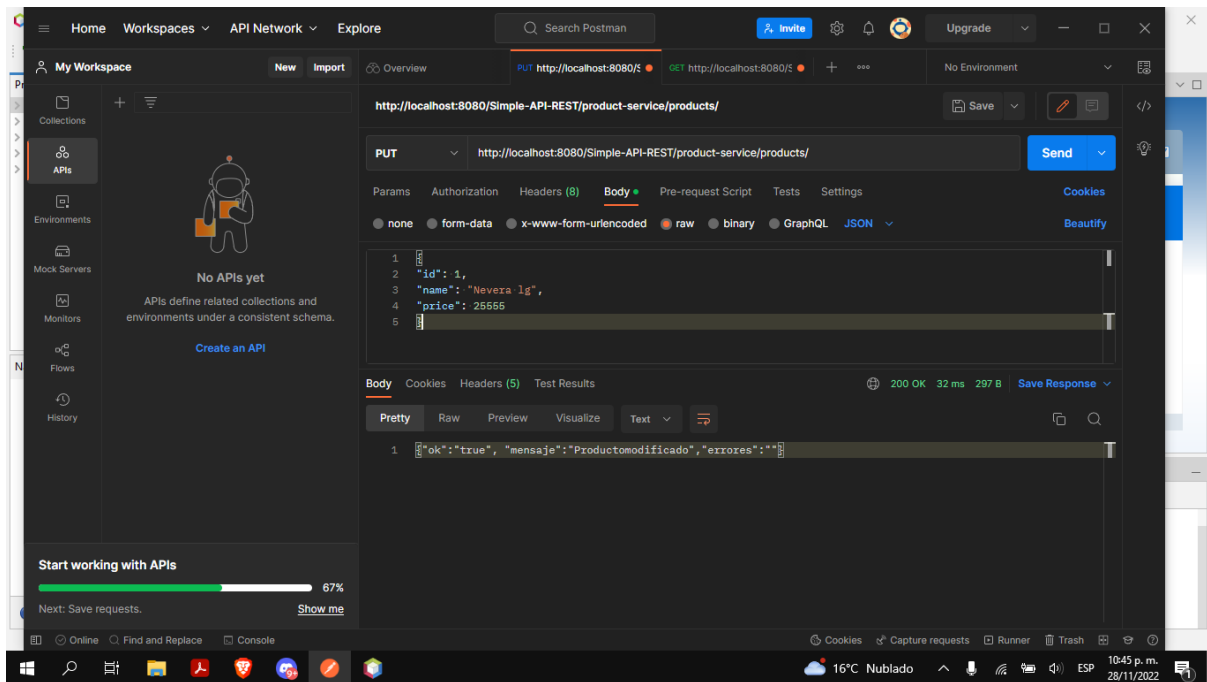 Home Workspaces API Network Explore Search Postman Invite Upgrade
My Workspace New Import Overview PUT http://localhost:8080/S GET http://localhost:8080/S No Environment
Collections
APIs
Environments
Mock Servers
Monitors
Flows
History
No APIs yet
APIs define related collections and
environments under a consistent schema.
Create an API
Start working with APIs
67%
Next: Save requests. Show me
http://localhost:8080/Simple-API-REST/product-service/products/ Save
PUT http://localhost:8080/Simple-API-REST/product-service/products/ Send
Params Authorization Headers (8) Body Pre-request Script Tests Settings Cookies
none form-data x-www-form-urlencoded raw binary GraphQL JSON Beautify
1 {
2 "id": 1,
3 "name": "Nevera lg",
4 "price": 25555
5 }
Body Cookies Headers (5) Test Results 200 OK 32 ms 297 B Save Response
Pretty Raw Preview Visualize Text
1 {"ok":"true", "mensaje":"Productomodificado","errores":""}
Online Find and Replace Console Cookies Capture requests Runner Trash
16°C Nublado ESP 10:45 p. m.
28/11/2022
1